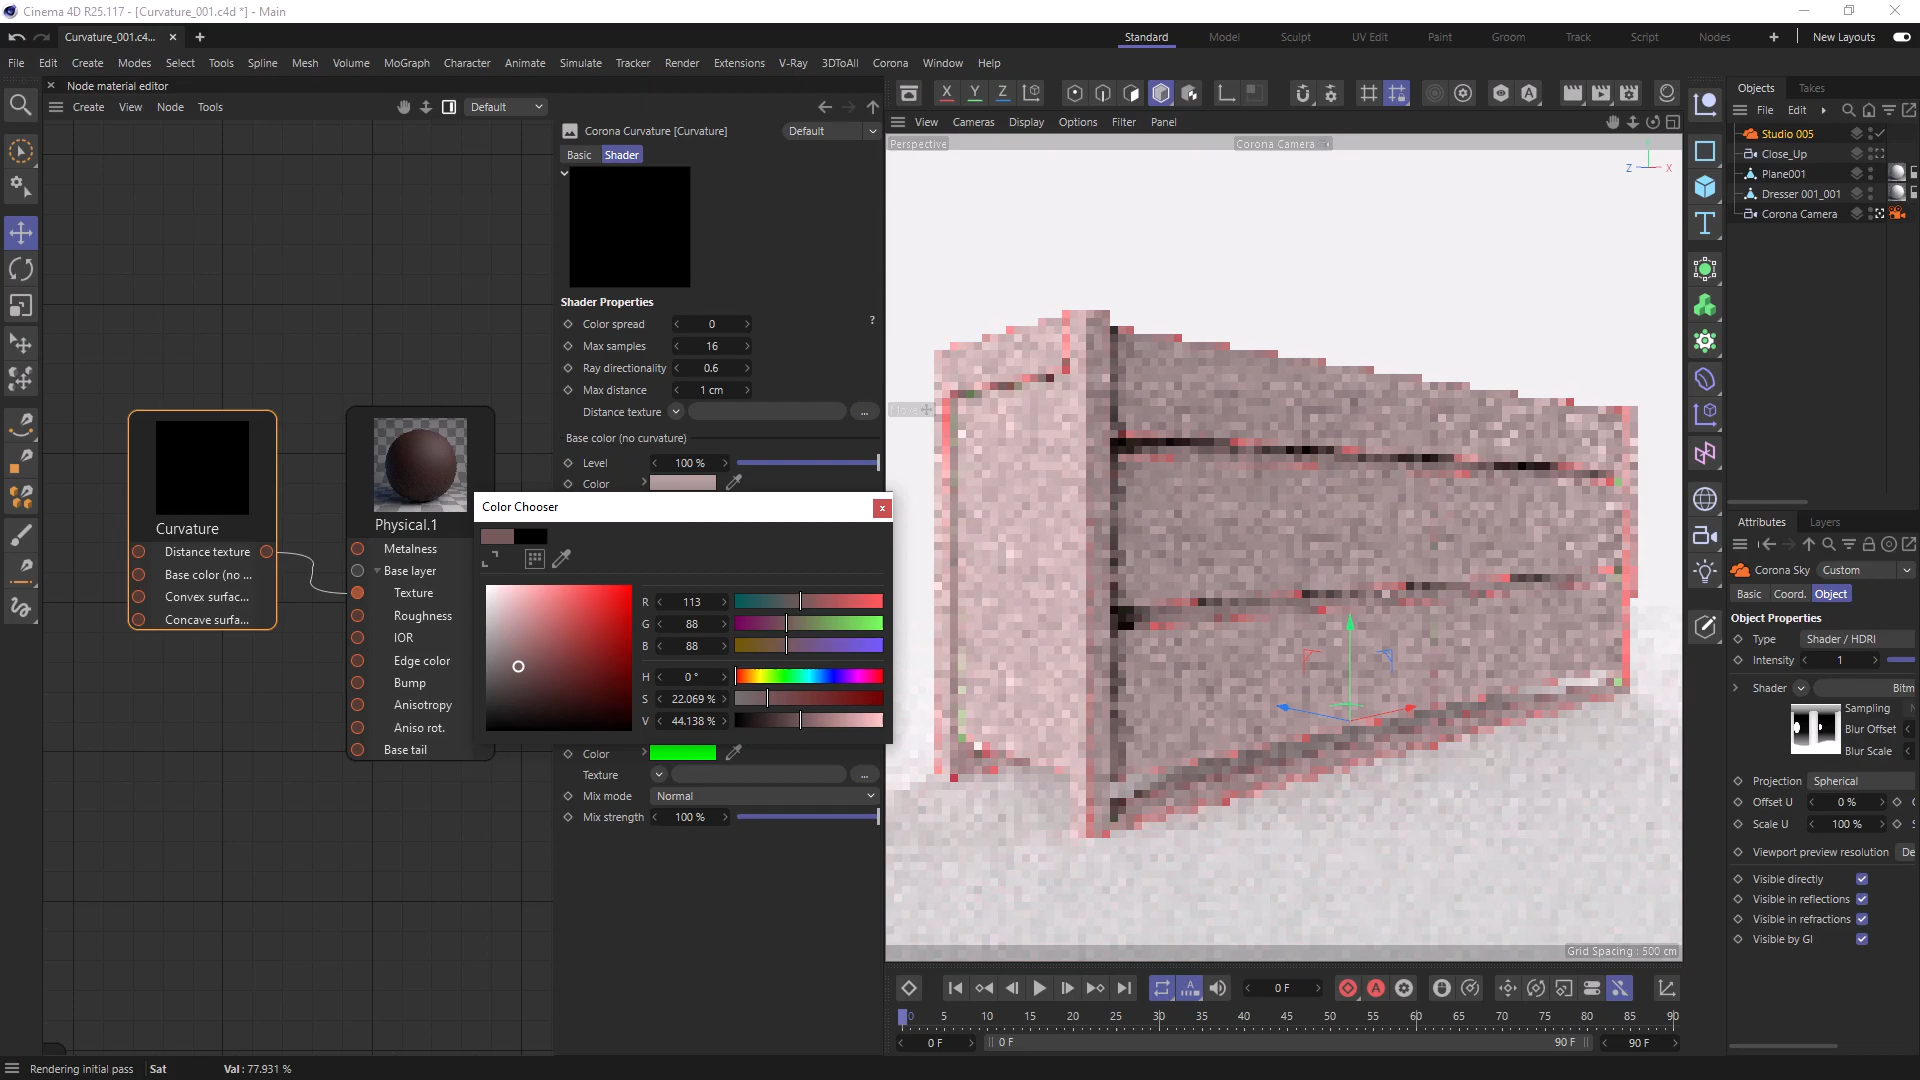 Cinema 4D R25.117 - [Curvature_001.c4d *] - Main
Curvature_001.c4...
Standard
Model
Sculpt
UV Edit
Paint
Groom
Track
Script
Nodes
New Layouts
File Edit Create Modes Select Tools Spline Mesh Volume MoGraph Character Animate Simulate Tracker Render Extensions V-Ray 3DToAll Corona Window Help
Node material editor
Create View Node Tools
Default
Corona Curvature [Curvature]
Default
Basic
Shader
Shader Properties
Color spread 0
?
Max samples 16
Ray directionality 0.6
Max distance 1 cm
Distance texture ...
Base color (no curvature)
Level 100 %
Color
Curvature
Distance texture
Base color (no ...
Convex surfac...
Concave surfa...
Physical.1
Metalness
Base layer
Texture
Roughness
IOR
Edge color
Bump
Anisotropy
Aniso rot.
Base tail
Color Chooser
x
R 113
G 88
B 88
H 0 °
S 22.069 %
V 44.138 %
Color
Texture ...
Mix mode Normal
Mix strength 100 %
X Y Z
View Cameras Display Options Filter Panel
Perspective
Corona Camera
Z X
Grid Spacing : 500 cm
0 F
0 5 10 15 20 25 30 35 40 45 50 55 60 65 70 75 80 85 90
0 F
0 F
90 F
90 F
Objects
Takes
File Edit
Studio 005
Close_Up
Plane001
Dresser 001_001
Corona Camera
Attributes
Layers
Corona Sky
Custom
Basic
Coord.
Object
Object Properties
Type Shader / HDRI
Intensity 1
Shader Bitm
Sampling
Blur Offset
Blur Scale
Projection Spherical
Offset U 0 %
Scale U 100 %
Viewport preview resolution De
Visible directly
Visible in reflections
Visible in refractions
Visible by GI
Rendering initial pass Sat Val : 77.931 %